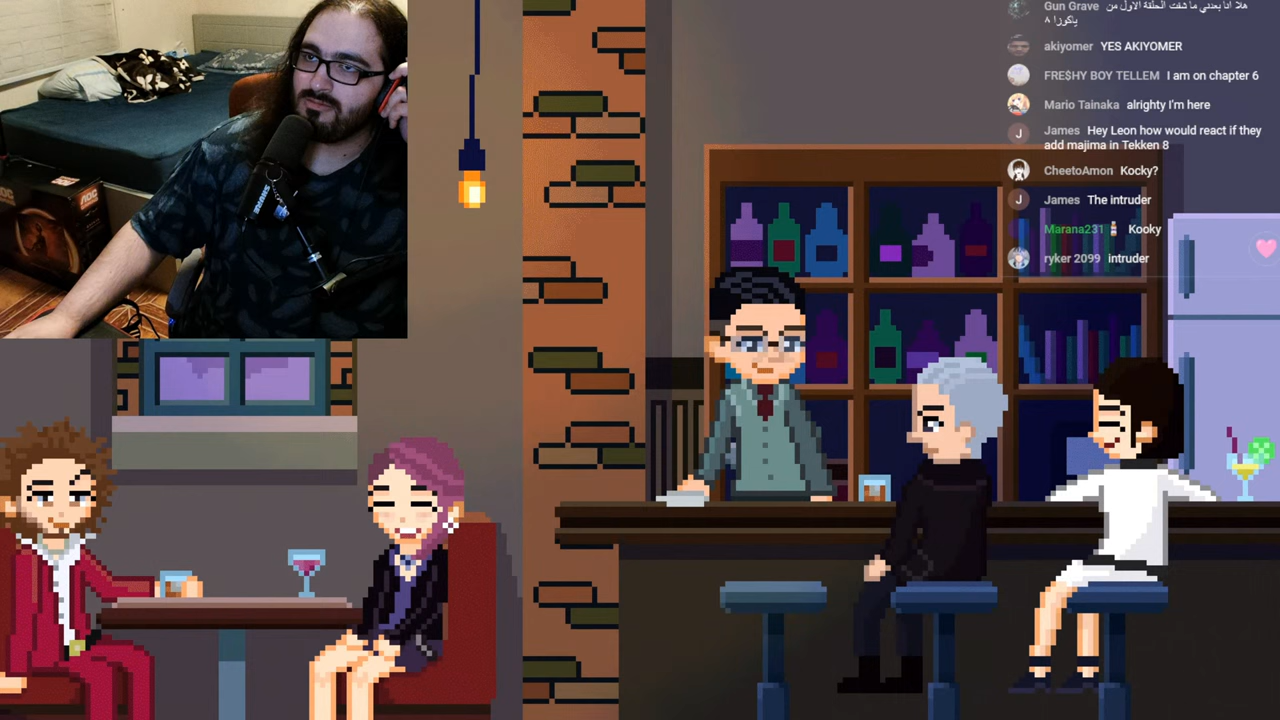 Gun Grave هلا انا بعدني ما شفت الحلقة الاول من
ياكوزا ٨
akiyomer YES AKIYOMER
FRE$HY BOY TELLEM I am on chapter 6
Mario Tainaka alrighty I'm here
J James Hey Leon how would react if they
add majima in Tekken 8
CheetoAmon Kocky?
J James The intruder
Marana231 Kooky
ryker 2099 intruder
AOC